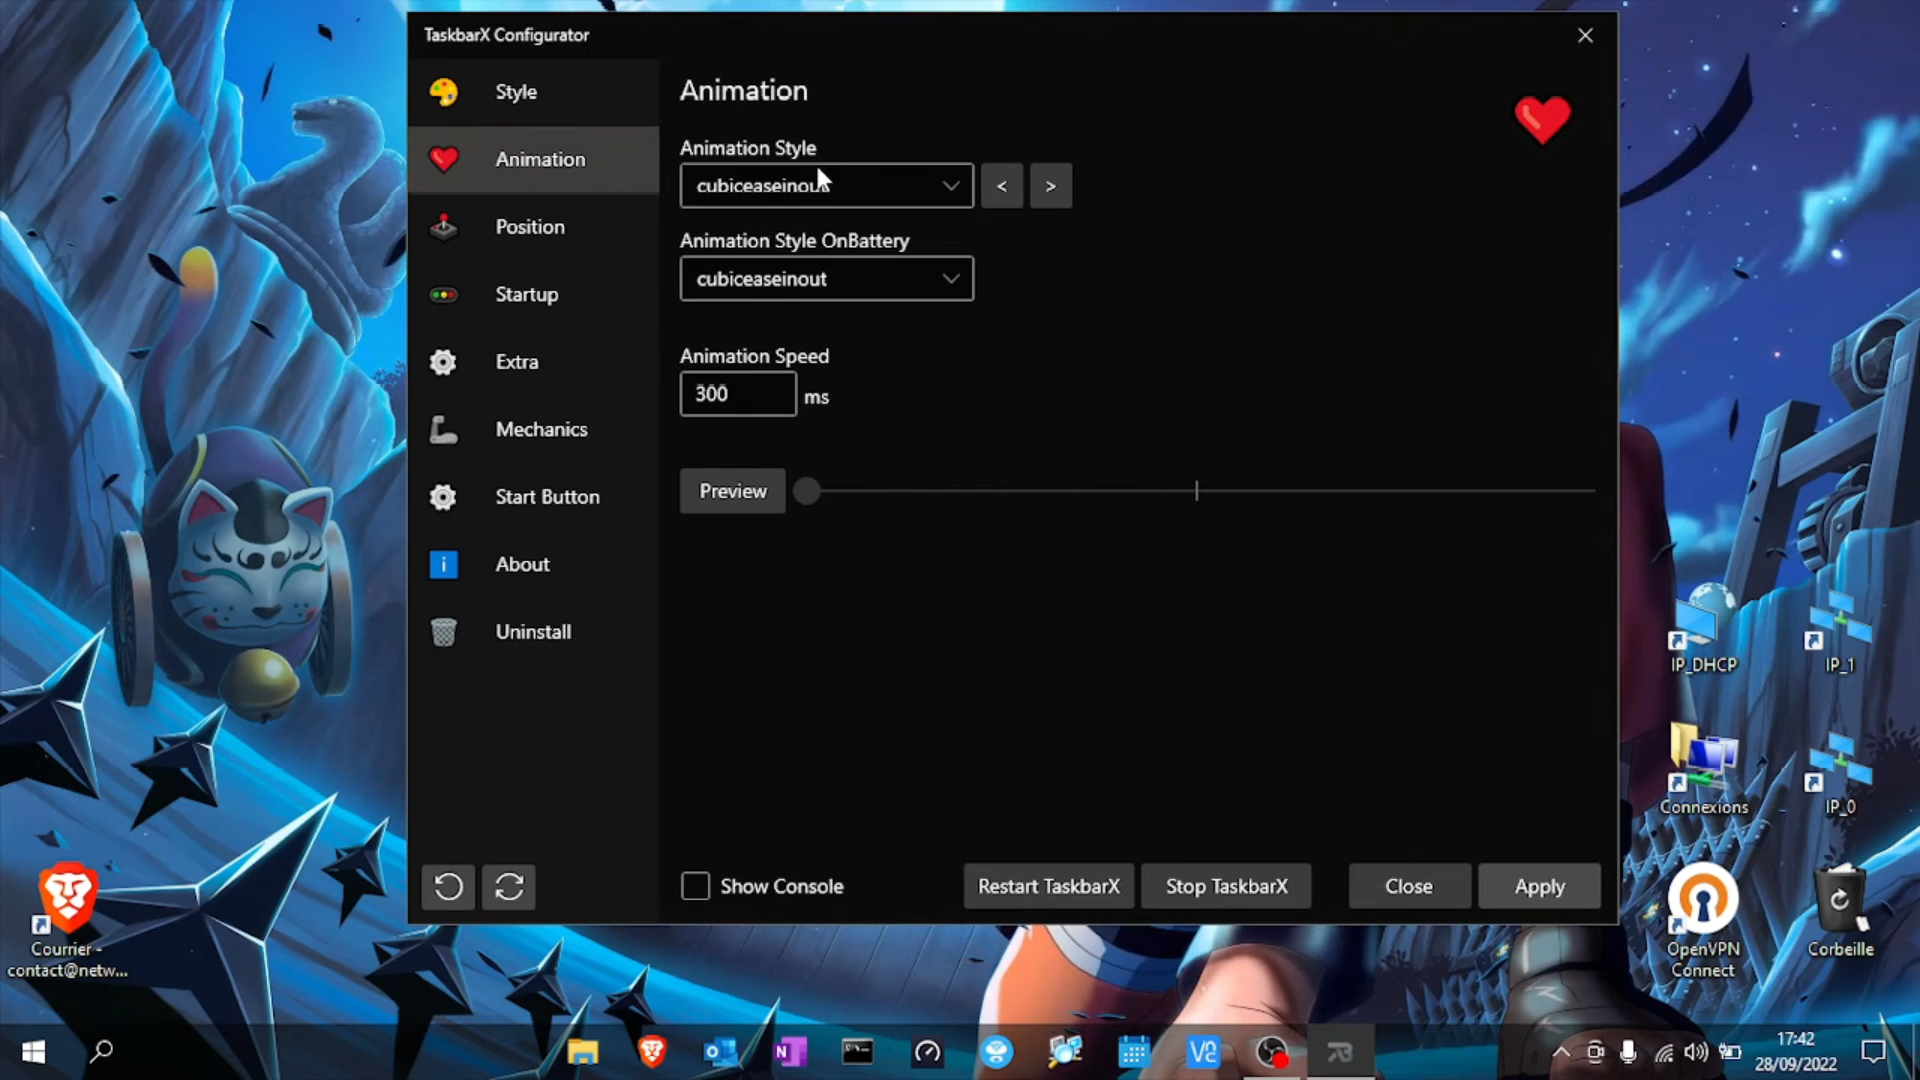 TaskbarX Configurator
Style
Animation
Position
Startup
Extra
Mechanics
Start Button
About
Uninstall
Animation
Animation Style
cubiceaseinout
<
>
Animation Style OnBattery
cubiceaseinout
Animation Speed
300
ms
Preview
Show Console
Restart TaskbarX
Stop TaskbarX
Close
Apply
IP_DHCP
IP_1
Connexions
IP_0
OpenVPN
Connect
Corbeille
Courrier -
contact@netw...
17:42
28/09/2022